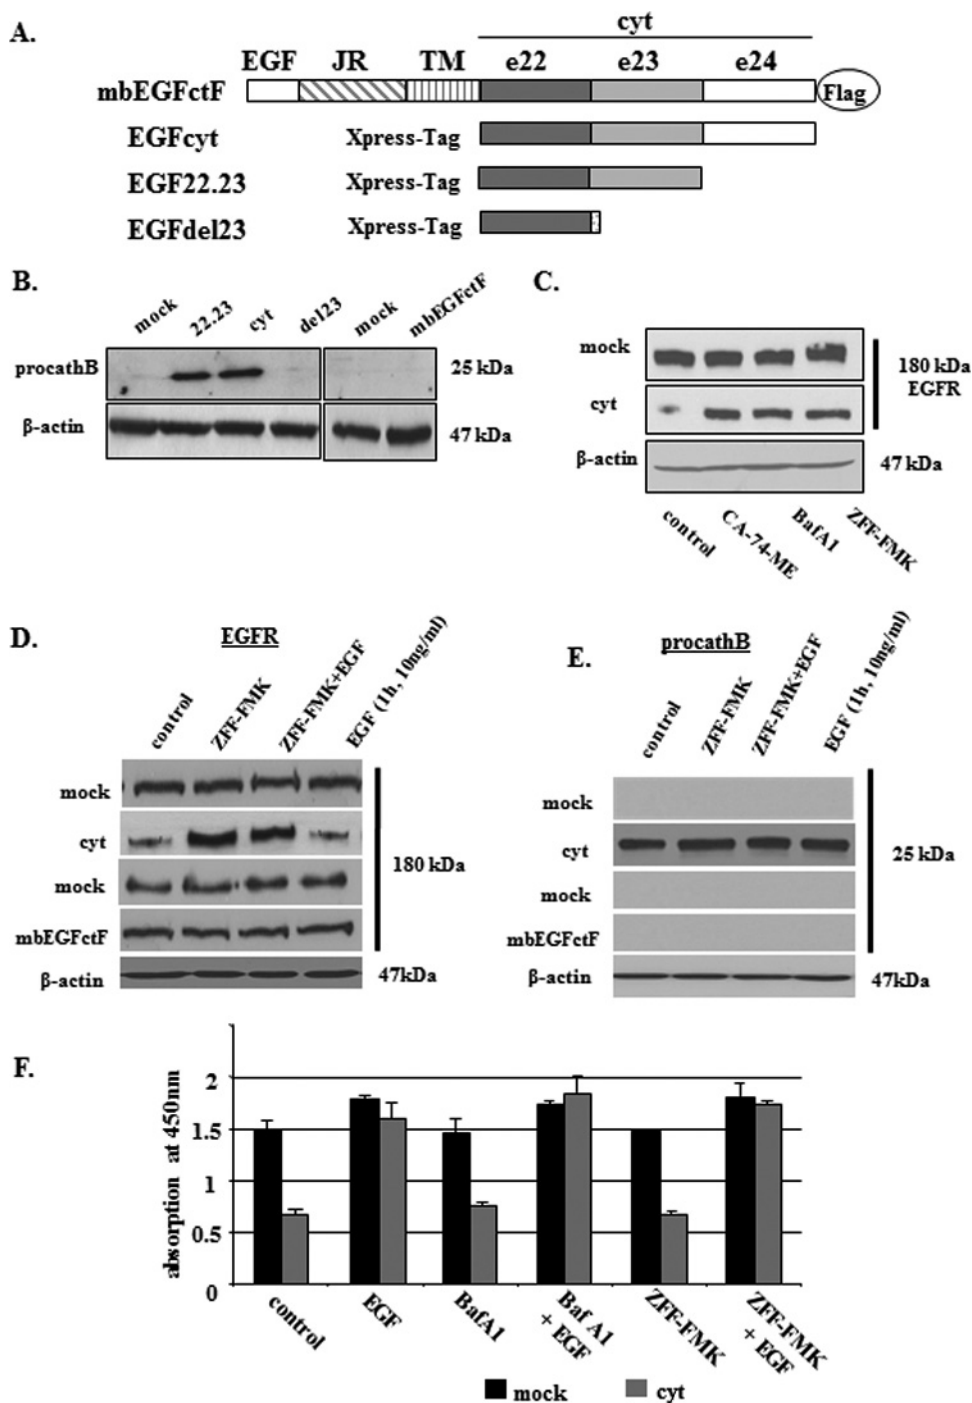 A.
cyt
EGF JR TM e22 e23 e24
mbEGFctF Flag
EGFcyt Xpress-Tag
EGF22.23 Xpress-Tag
EGFdel23 Xpress-Tag
B.
mock 22.23 cyt del23 mock mbEGFctF
procathB 25 kDa
β-actin 47 kDa
C.
mock 180 kDa
EGFR
cyt
β-actin 47 kDa
control CA-74-ME BafA1 ZFF-FMK
D.
EGFR
control ZFF-FMK ZFF-FMK+EGF EGF (1h, 10ng/ml)
mock
cyt
180 kDa
mock
mbEGFctF
β-actin 47kDa
E.
procathB
control ZFF-FMK ZFF-FMK+EGF EGF (1h, 10ng/ml)
mock
cyt 25 kDa
mock
mbEGFctF
β-actin 47kDa
F.
absorption at 450nm
2
1.5
1
0.5
0
control EGF BafA1 Baf A1 + EGF ZFF-FMK ZFF-FMK + EGF
mock cyt